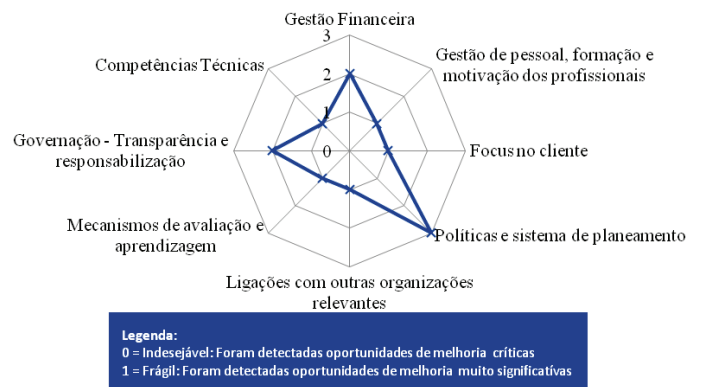 Gestão Financeira
3
Competências Técnicas
Gestão de pessoal, formação e
motivação dos profissionais
2
1
Governação - Transparência e
responsabilização
0
Focus no cliente
Mecanismos de avaliação e
aprendizagem
Políticas e sistema de planeamento
Ligações com outras organizações
relevantes
Legenda:
0 = Indesejável: Foram detectadas oportunidades de melhoria críticas
1 = Frágil: Foram detectadas oportunidades de melhoria muito significativas